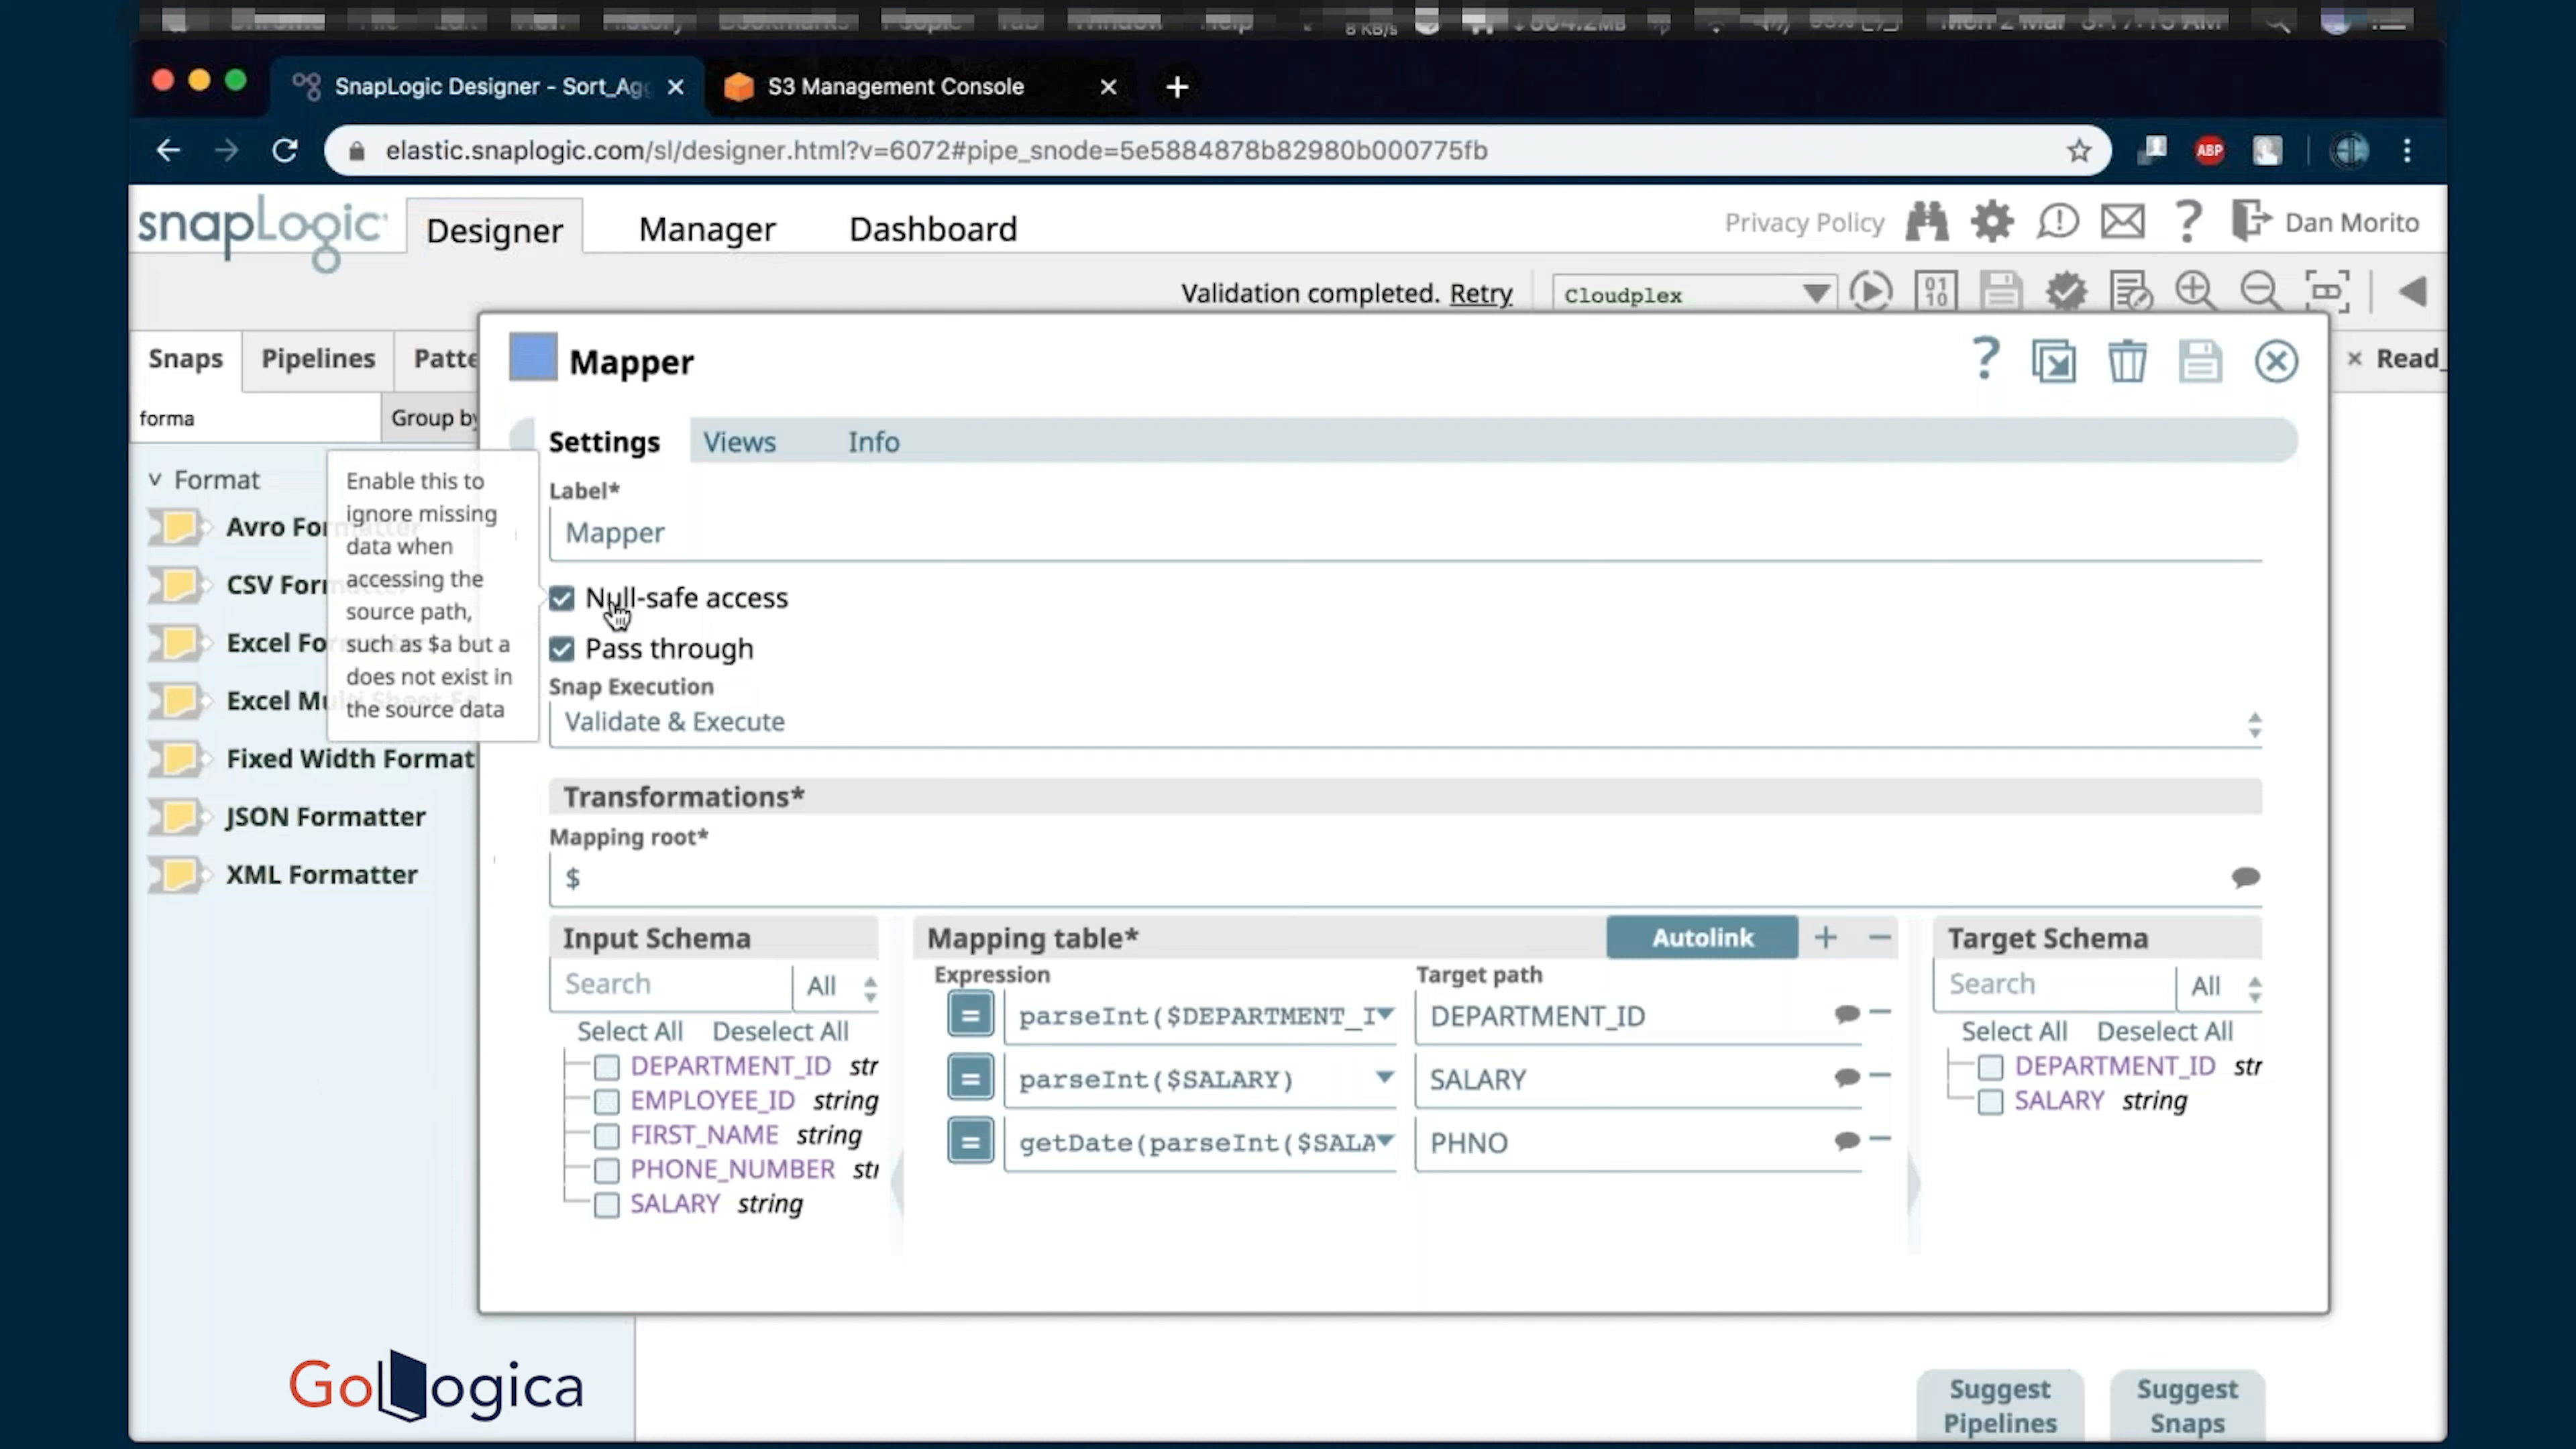 8 KB/s
SnapLogic Designer - Sort_Agg
S3 Management Console
elastic.snaplogic.com/sl/designer.html?v=6072#pipe_snode=5e5884878b82980b000775fb
ABP
snapLogic
Designer
Manager
Dashboard
Privacy Policy
Dan Morito
Validation completed. Retry
Cloudplex
Snaps
Pipelines
Patte
Mapper
Read_
forma
Group by
Settings
Views
Info
Format
Avro For
CSV For
Excel Fo
Excel Mu
Fixed Width Format
JSON Formatter
XML Formatter
Enable this to
ignore missing
data when
accessing the
source path,
such as $a but a
does not exist in
the source data
Label*
Mapper
Null-safe access
Pass through
Snap Execution
Validate & Execute
Transformations*
Mapping root*
$
Input Schema
Search
All
Select All Deselect All
DEPARTMENT_ID str
EMPLOYEE_ID string
FIRST_NAME string
PHONE_NUMBER str
SALARY string
Mapping table*
Autolink
Expression
Target path
parseInt($DEPARTMENT_I
DEPARTMENT_ID
parseInt($SALARY)
SALARY
getDate(parseInt($SALA
PHNO
Target Schema
Search
All
Select All Deselect All
DEPARTMENT_ID str
SALARY string
GoLogica
Suggest
Pipelines
Suggest
Snaps